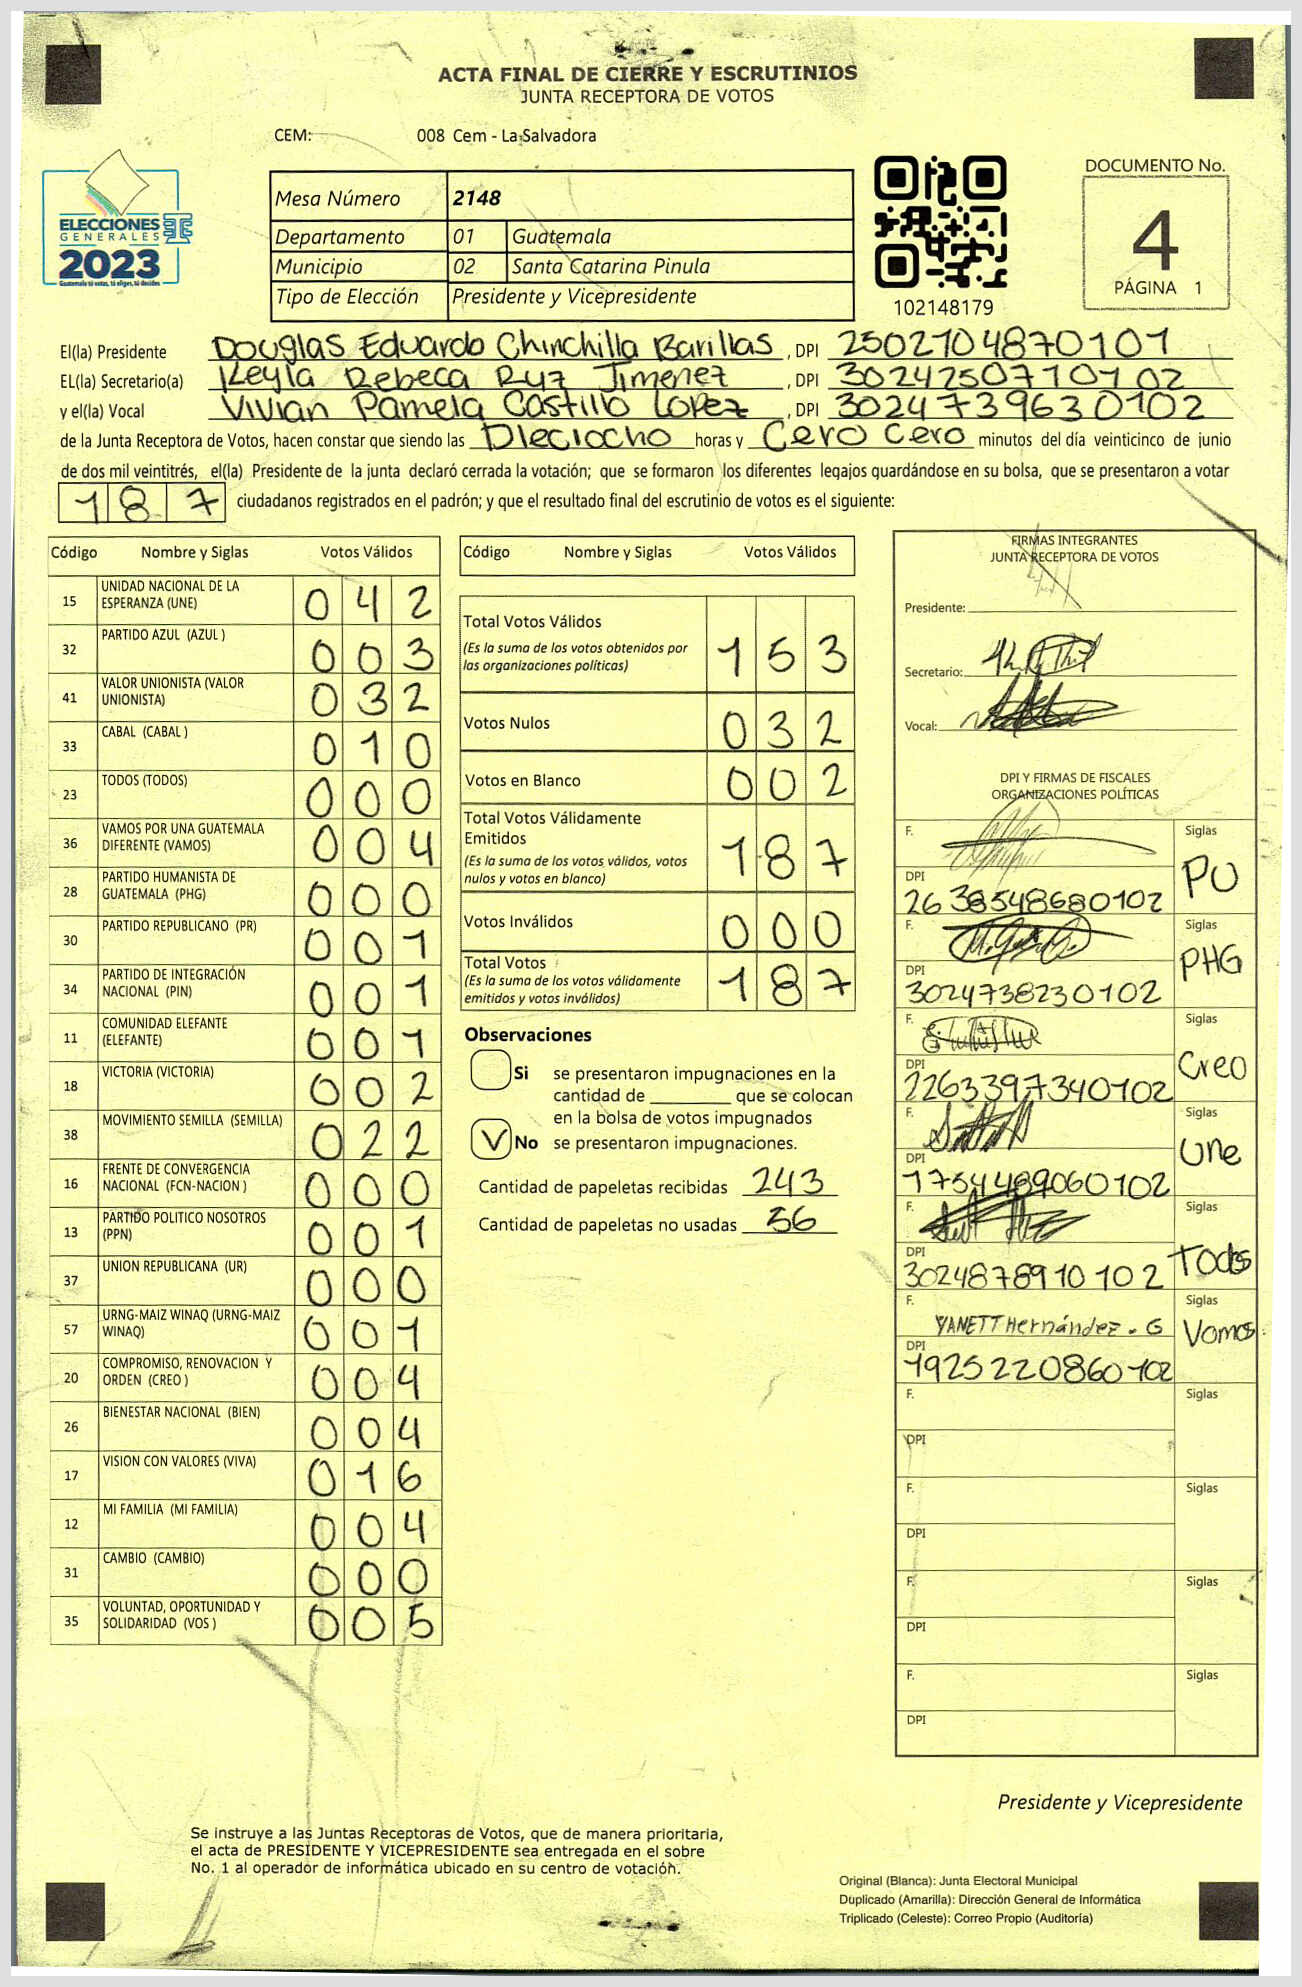 ACTA FINAL DE CIERRE Y ESCRUTINIOS
JUNTA RECEPTORA DE VOTOS
CEM: 008 Cem - La Salvadora
ELECCIONES
GENERALES
2023
Guatemala tú votas, tú eliges, tú decides
Mesa Número 2148
Departamento 01 Guatemala
Municipio 02 Santa Catarina Pinula
Tipo de Elección Presidente y Vicepresidente
102148179
DOCUMENTO No.
4
PÁGINA 1
El(la) Presidente Douglas Eduardo Chinchilla Barillas , DPI 2502704870101
EL(la) Secretario(a) Keyla Rebeca Ruz Jimenez , DPI 3024250710102
y el(la) Vocal Vivian Pamela Castillo Lopez , DPI 3024739630102
de la Junta Receptora de Votos, hacen constar que siendo las Dieciocho horas y Cero Cero minutos del día veinticinco de junio
de dos mil veintitrés, el(la) Presidente de la junta declaró cerrada la votación; que se formaron los diferentes legajos guardándose en su bolsa, que se presentaron a votar
187 ciudadanos registrados en el padrón; y que el resultado final del escrutinio de votos es el siguiente:
Código Nombre y Siglas Votos Válidos
15 UNIDAD NACIONAL DE LA ESPERANZA (UNE) 042
32 PARTIDO AZUL (AZUL ) 003
41 VALOR UNIONISTA (VALOR UNIONISTA) 032
33 CABAL (CABAL ) 010
23 TODOS (TODOS) 000
36 VAMOS POR UNA GUATEMALA DIFERENTE (VAMOS) 004
28 PARTIDO HUMANISTA DE GUATEMALA (PHG) 000
30 PARTIDO REPUBLICANO (PR) 001
34 PARTIDO DE INTEGRACIÓN NACIONAL (PIN) 001
11 COMUNIDAD ELEFANTE (ELEFANTE) 001
18 VICTORIA (VICTORIA) 002
38 MOVIMIENTO SEMILLA (SEMILLA) 022
16 FRENTE DE CONVERGENCIA NACIONAL (FCN-NACION ) 000
13 PARTIDO POLITICO NOSOTROS (PPN) 001
37 UNION REPUBLICANA (UR) 000
57 URNG-MAIZ WINAQ (URNG-MAIZ WINAQ) 001
20 COMPROMISO, RENOVACION Y ORDEN (CREO ) 004
26 BIENESTAR NACIONAL (BIEN) 004
17 VISION CON VALORES (VIVA) 016
12 MI FAMILIA (MI FAMILIA) 004
31 CAMBIO (CAMBIO) 000
35 VOLUNTAD, OPORTUNIDAD Y SOLIDARIDAD (VOS ) 005
Código Nombre y Siglas Votos Válidos
Total Votos Válidos 153
(Es la suma de los votos obtenidos por
las organizaciones políticas)
Votos Nulos 032
Votos en Blanco 002
Total Votos Válidamente
Emitidos 187
(Es la suma de los votos válidos, votos
nulos y votos en blanco)
Votos Inválidos 000
Total Votos 187
(Es la suma de los votos válidamente
emitidos y votos inválidos)
Observaciones
Si se presentaron impugnaciones en la
cantidad de ________ que se colocan
en la bolsa de votos impugnados
No se presentaron impugnaciones.
Cantidad de papeletas recibidas 243
Cantidad de papeletas no usadas 56
FIRMAS INTEGRANTES
JUNTA RECEPTORA DE VOTOS
Presidente:
Secretario:
Vocal:
DPI Y FIRMAS DE FISCALES
ORGANIZACIONES POLÍTICAS
F. Siglas PU
DPI 2638548680102
F. Siglas PHG
DPI 3024738230102
F. Siglas Creo
DPI 2263397340102
F. Siglas Une
DPI 1754489060102
F. Siglas Todos
DPI 3024878910102
F. YANETT Hernández . G Siglas Vamos
DPI 1925220860102
F. Siglas
DPI
F. Siglas
DPI
F. Siglas
DPI
F. Siglas
DPI
Presidente y Vicepresidente
Se instruye a las Juntas Receptoras de Votos, que de manera prioritaria,
el acta de PRESIDENTE Y VICEPRESIDENTE sea entregada en el sobre
No. 1 al operador de informática ubicado en su centro de votación.
Original (Blanca): Junta Electoral Municipal
Duplicado (Amarilla): Dirección General de Informática
Triplicado (Celeste): Correo Propio (Auditoría)